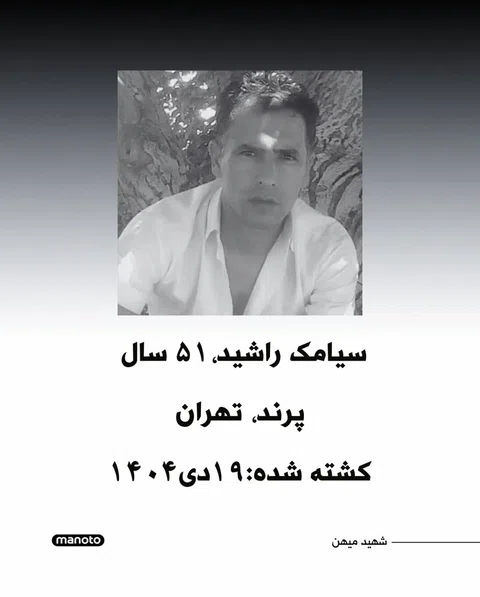 سیامک راشید، ۵۱ سال
پرند، تهران
کشته شده:۱۹دی۱۴۰۴
شهید میهن
manoto